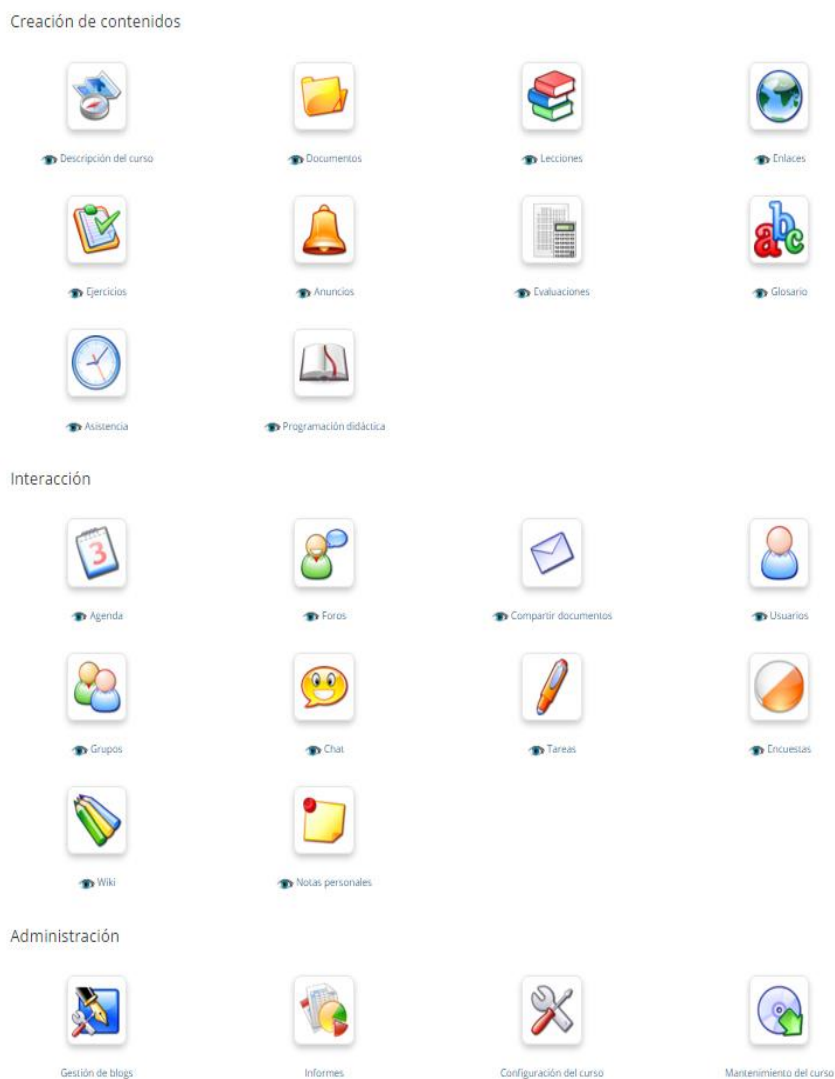 Creación de contenidos
Descripción del curso
Documentos
Lecciones
Enlaces
Ejercicios
Anuncios
Evaluaciones
abc
Glosario
Asistencia
Programación didáctica
Interacción
3
Agenda
Foros
Compartir documentos
Usuarios
Grupos
Chat
Tareas
Encuestas
Wiki
Notas personales
Administración
Gestión de blogs
Informes
Configuración del curso
Mantenimiento del curso